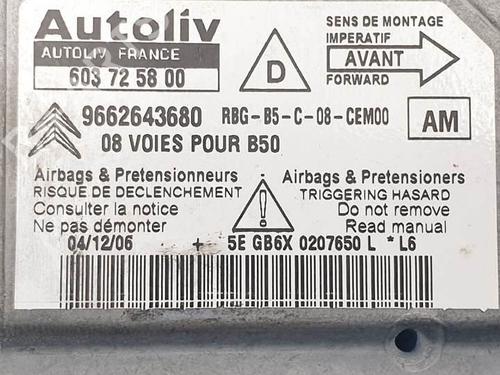 Autoliv
AUTOLIV FRANCE
603 72 58 00
D
SENS DE MONTAGE
IMPERATIF
AVANT
FORWARD
9662643680 RBG-B5-C-08-CEM00
AM
08 VOIES POUR B50
Airbags & Pretensionneurs
RISQUE DE DECLENCHEMENT
Consulter la notice
Ne pas démonter
!
Airbags & Pretensioners
TRIGGERING HASARD
Do not remove
Read manual
04/12/06 + 5E GB6X 0207650 L * L6